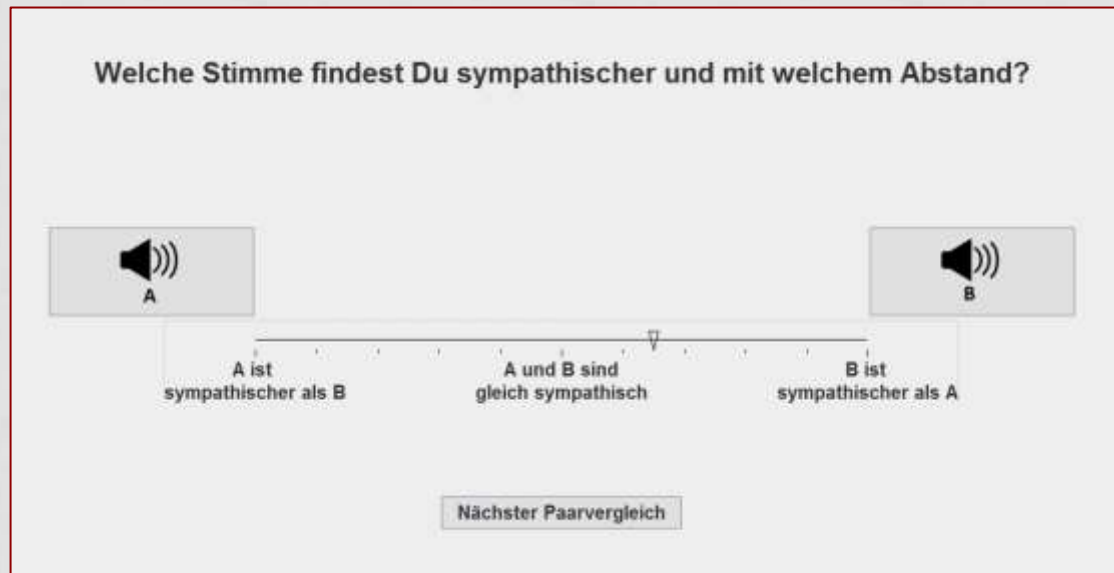 Welche Stimme findest Du sympathischer und mit welchem Abstand?
A
B
A ist
sympathischer als B
A und B sind
gleich sympathisch
B ist
sympathischer als A
Nächster Paarvergleich